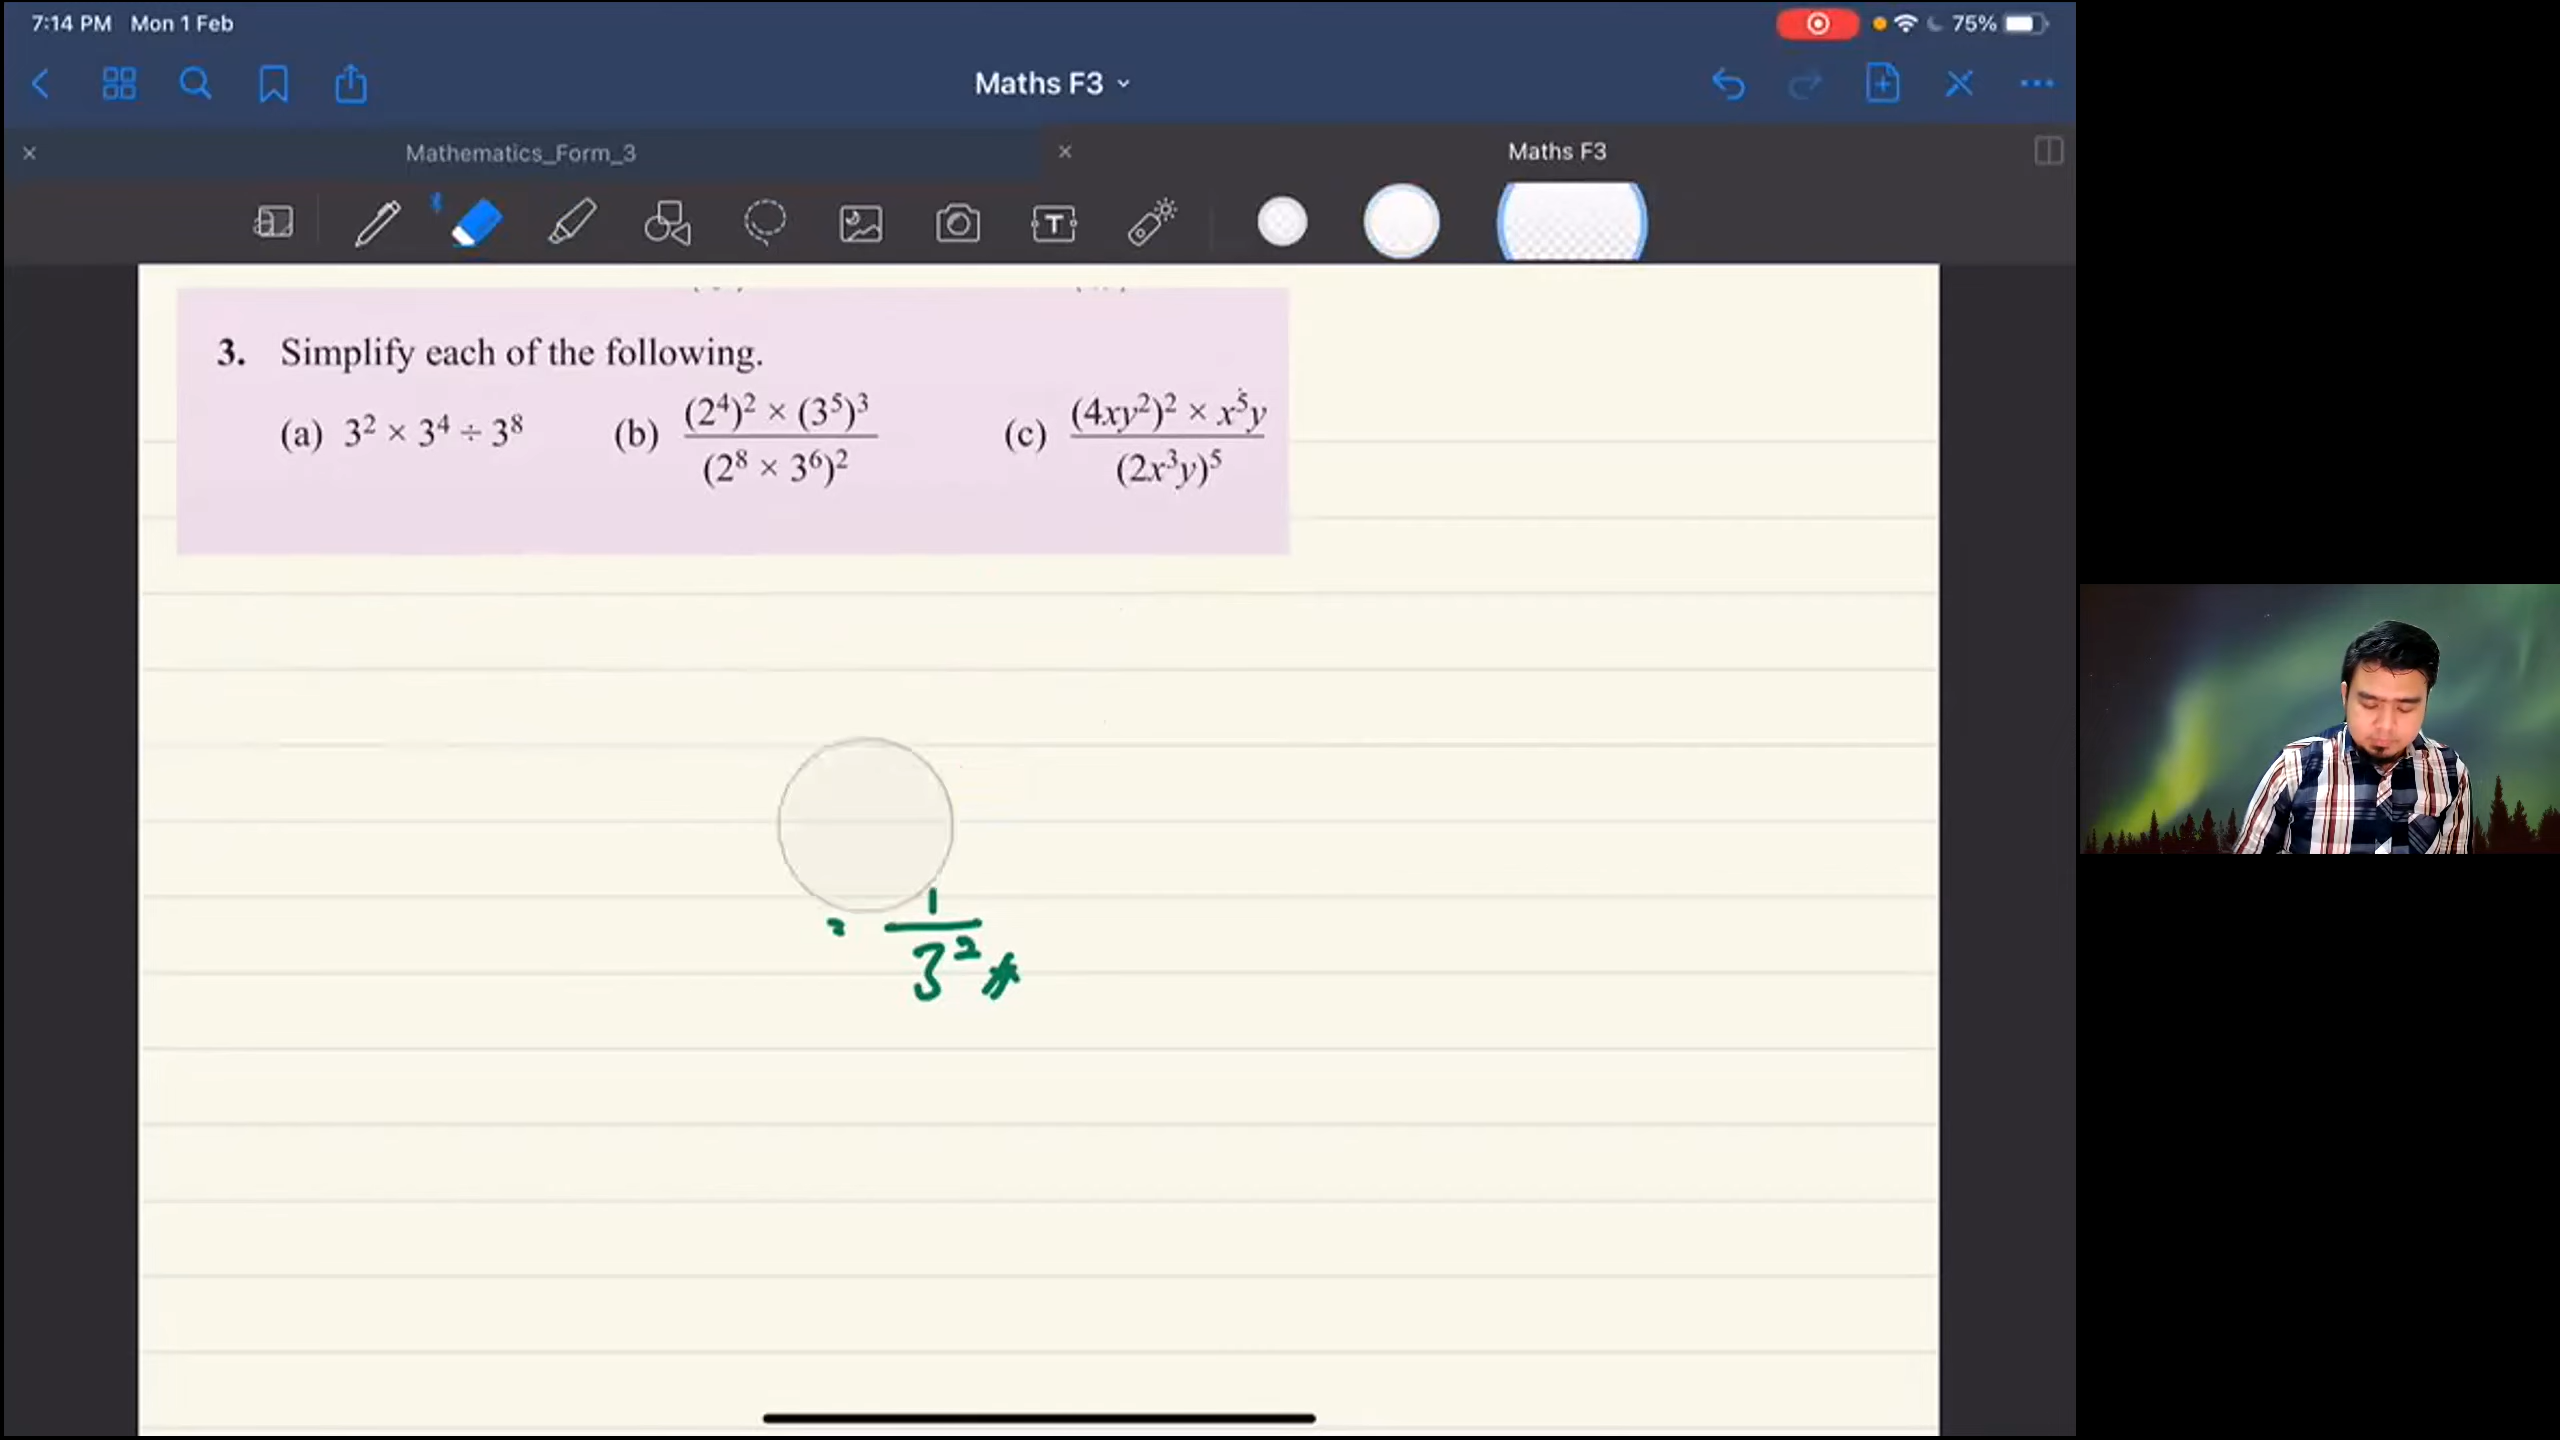 7:14 PM Mon 1 Feb
75%
Maths F3
Mathematics_Form_3
Maths F3
T
3. Simplify each of the following.
(a) 3² × 3⁴ ÷ 3⁸ (b) (2⁴)² × (3⁵)³ / (2⁸ × 3⁶)² (c) (4xy²)² × x⁵y / (2x³y)⁵
= 1 / 3²